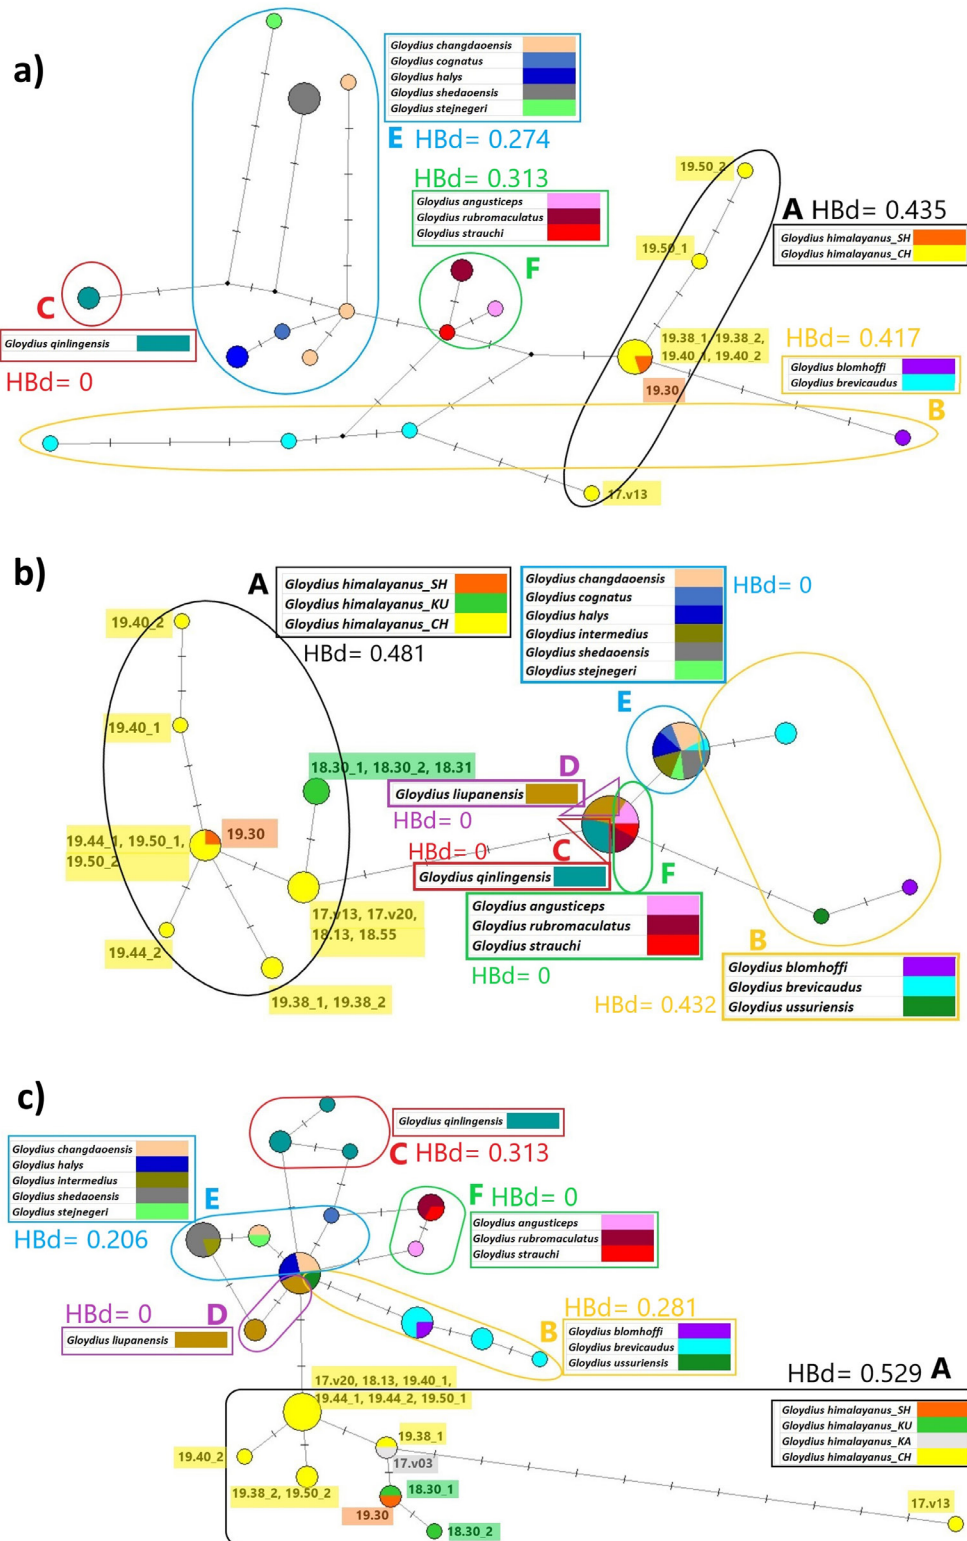 a)
Gloydius changdaoensis
Gloydius cognatus
Gloydius halys
Gloydius shedaoensis
Gloydius stejnegeri
E HBd= 0.274
HBd= 0.313
Gloydius angusticeps
Gloydius rubromaculatus
Gloydius strauchi
F
19.50_2
A HBd= 0.435
Gloydius himalayanus_SH
Gloydius himalayanus_CH
19.50_1
C
Gloydius qinlingensis
HBd= 0
19.38_1, 19.38_2,
19.40_1, 19.40_2
19.30
HBd= 0.417
Gloydius blomhoffi
Gloydius brevicaudus
B
17.v13
b)
A
Gloydius himalayanus_SH
Gloydius himalayanus_KU
Gloydius himalayanus_CH
HBd= 0.481
Gloydius changdaoensis
Gloydius cognatus
Gloydius halys
Gloydius intermedius
Gloydius shedaoensis
Gloydius stejnegeri
HBd= 0
E
19.40_2
19.40_1
18.30_1, 18.30_2, 18.31
19.30
19.44_1, 19.50_1,
19.50_2
17.v13, 17.v20,
18.13, 18.55
19.44_2
19.38_1, 19.38_2
D
Gloydius liupanensis
HBd= 0
HBd= 0
C
Gloydius qinlingensis
F
Gloydius angusticeps
Gloydius rubromaculatus
Gloydius strauchi
HBd= 0
B
Gloydius blomhoffi
Gloydius brevicaudus
Gloydius ussuriensis
HBd= 0.432
c)
Gloydius qinlingensis
C HBd= 0.313
Gloydius changdaoensis
Gloydius halys
Gloydius intermedius
Gloydius shedaoensis
Gloydius stejnegeri
E
HBd= 0.206
F HBd= 0
Gloydius angusticeps
Gloydius rubromaculatus
Gloydius strauchi
HBd= 0
D
Gloydius liupanensis
HBd= 0.281
B
Gloydius blomhoffi
Gloydius brevicaudus
Gloydius ussuriensis
HBd= 0.529 A
Gloydius himalayanus_SH
Gloydius himalayanus_KU
Gloydius himalayanus_KA
Gloydius himalayanus_CH
17.v20, 18.13, 19.40_1,
19.44_1, 19.44_2, 19.50_1
19.38_1
17.v03
19.40_2
19.38_2, 19.50_2
18.30_1
19.30
18.30_2
17.v13